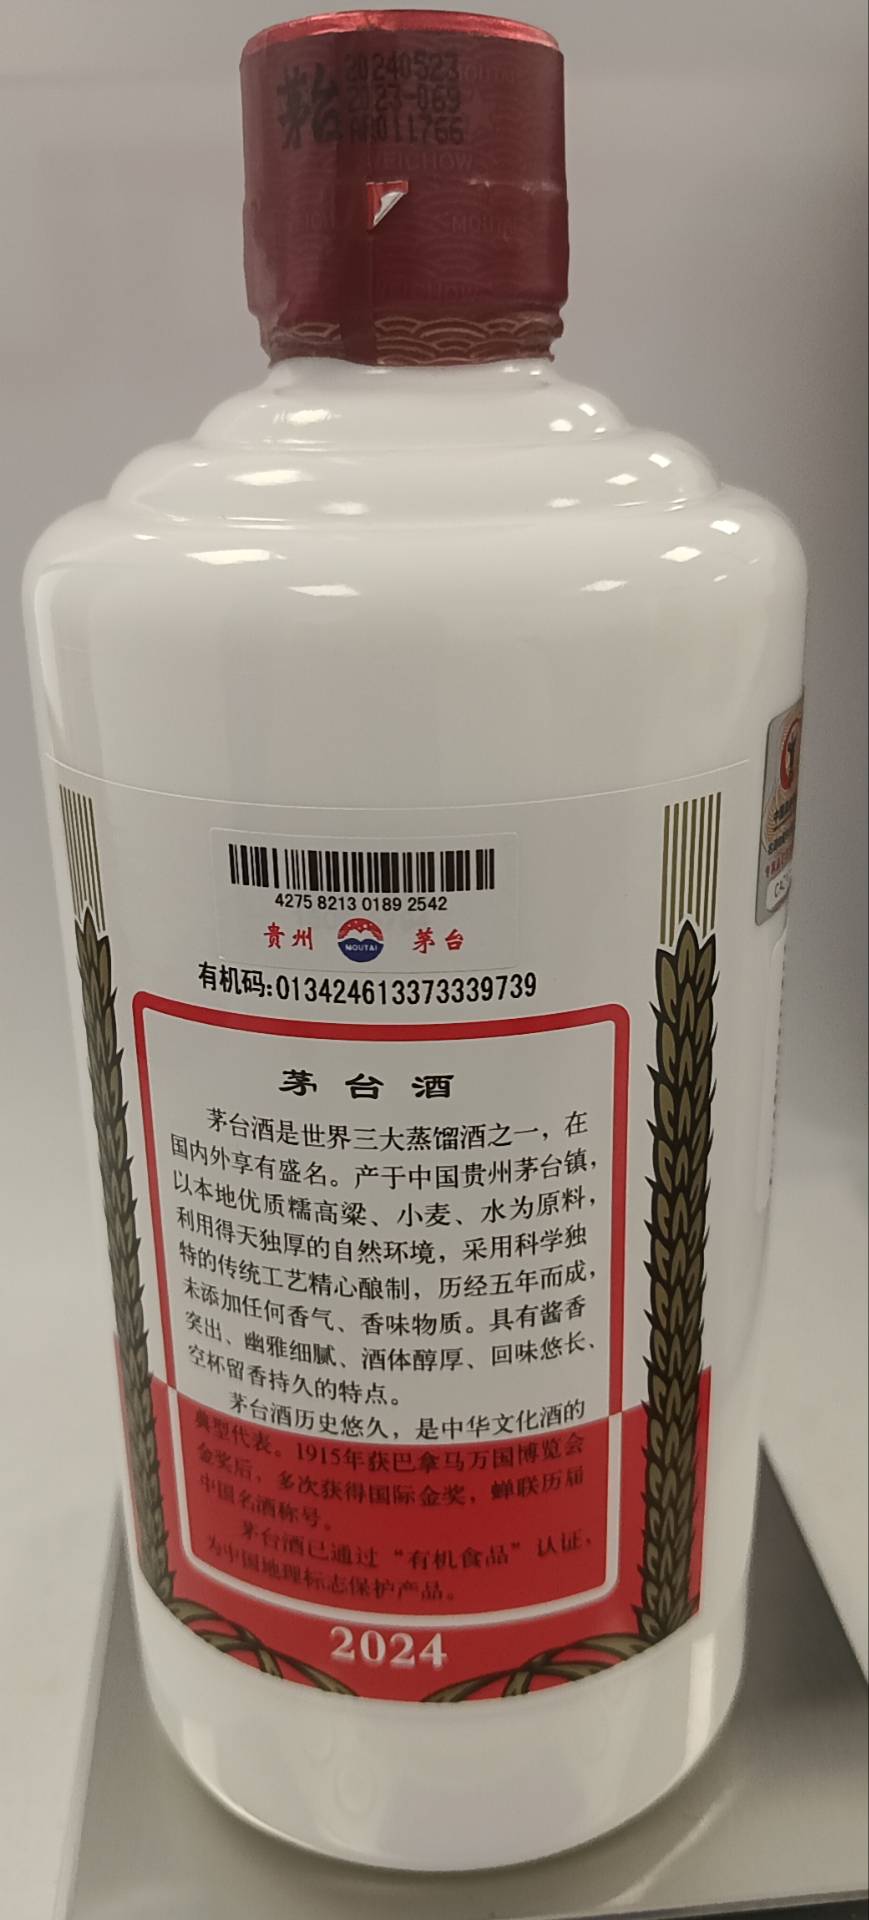 茅台
20240523
2023-069
WEICHOW
MOUTAI
4275 8213 0189 2542
贵州 MOUTAI 茅台
有机码:013424613373339739
茅台酒
茅台酒是世界三大蒸馏酒之一，在
国内外享有盛名。产于中国贵州茅台镇，
以本地优质糯高粱、小麦、水为原料，
利用得天独厚的自然环境，采用科学独
特的传统工艺精心酿制，历经五年而成，
未添加任何香气、香味物质。具有酱香
突出、幽雅细腻、酒体醇厚、回味悠长、
空杯留香持久的特点。
茅台酒历史悠久，是中华文化酒的
典型代表。1915年获巴拿马万国博览会
金奖后，多次获得国际金奖，蝉联历届
中国名酒称号。
茅台酒已通过“有机食品”认证，
为中国地理标志保护产品。
2024